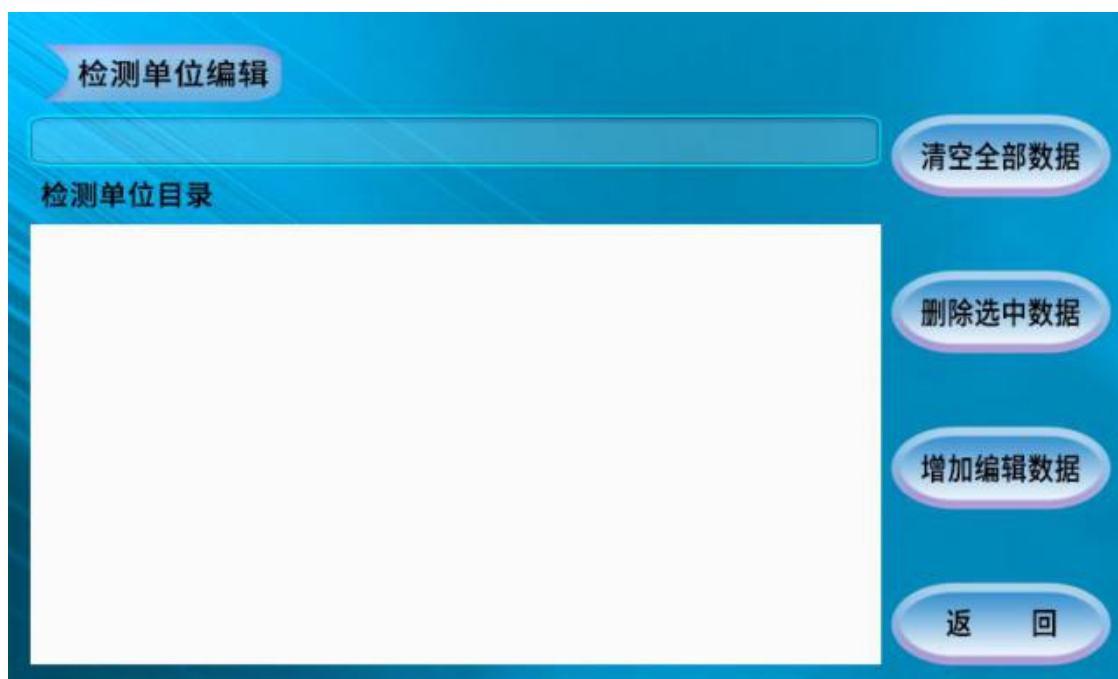 检测单位编辑
清空全部数据
检测单位目录
删除选中数据
增加编辑数据
返 回